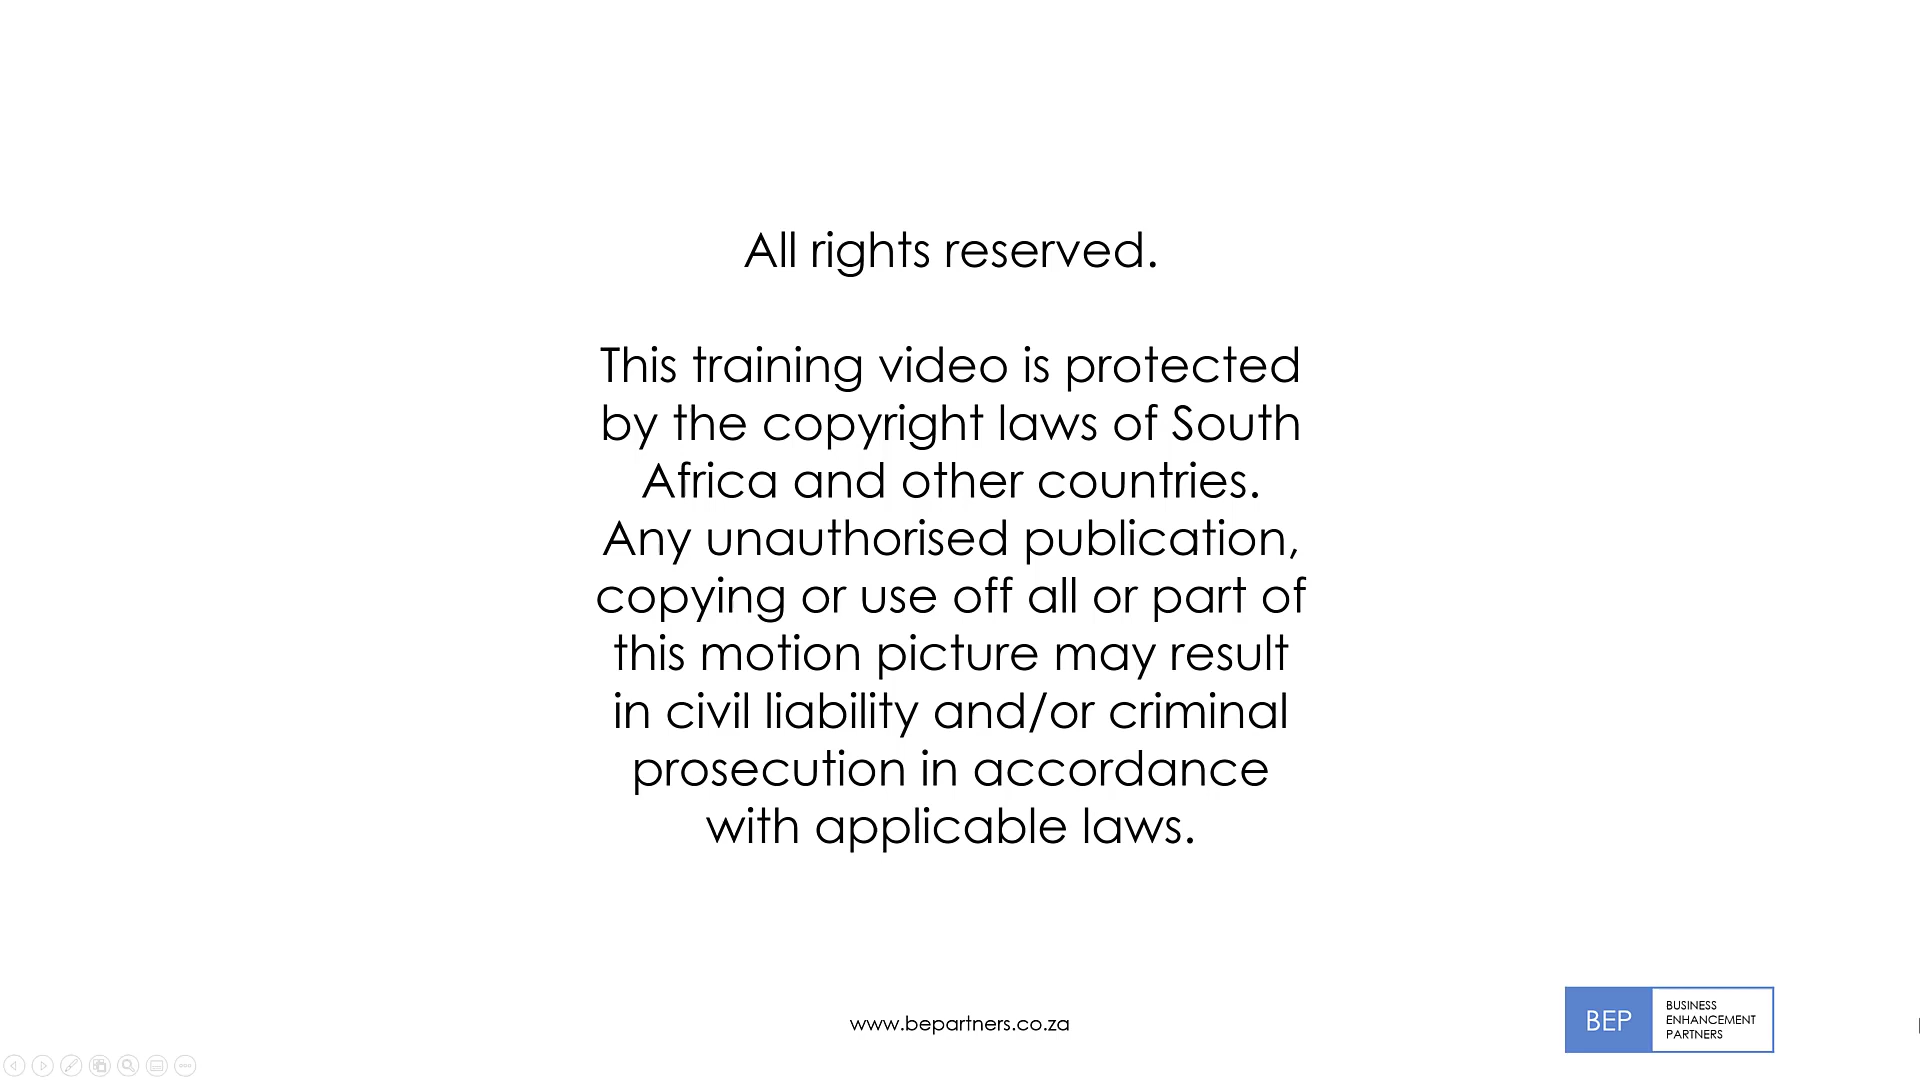 All rights reserved.
This training video is protected
by the copyright laws of South
Africa and other countries.
Any unauthorised publication,
copying or use off all or part of
this motion picture may result
in civil liability and/or criminal
prosecution in accordance
with applicable laws.
www.bepartners.co.za
BEP
BUSINESS
ENHANCEMENT
PARTNERS